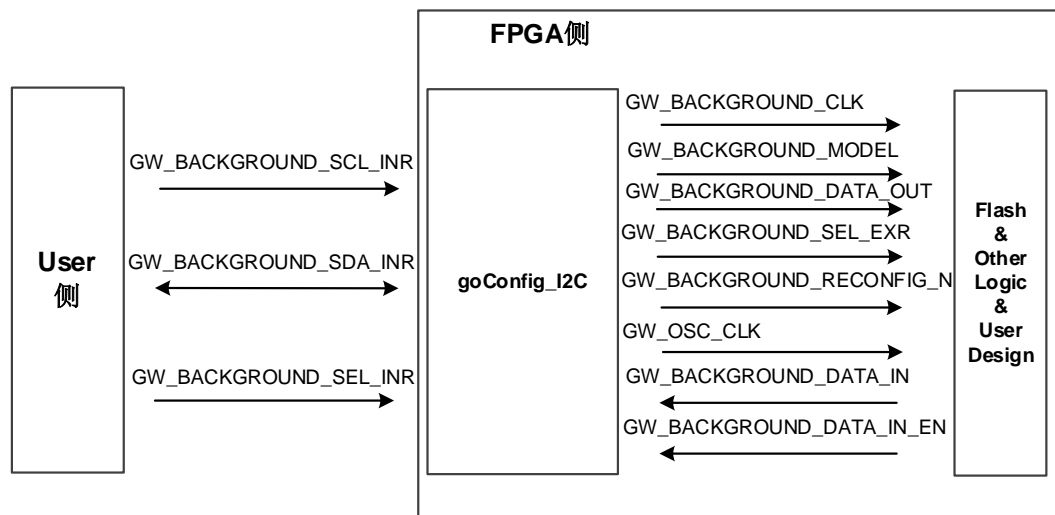 FPGA侧
GW_BACKGROUND_SCL_INR
GW_BACKGROUND_SDA_INR
GW_BACKGROUND_SEL_INR
User
侧
goConfig_I2C
GW_BACKGROUND_CLK
GW_BACKGROUND_MODEL
GW_BACKGROUND_DATA_OUT
GW_BACKGROUND_SEL_EXR
GW_BACKGROUND_RECONFIG_N
GW_OSC_CLK
GW_BACKGROUND_DATA_IN
GW_BACKGROUND_DATA_IN_EN
Flash
&
Other
Logic
&
User
Design